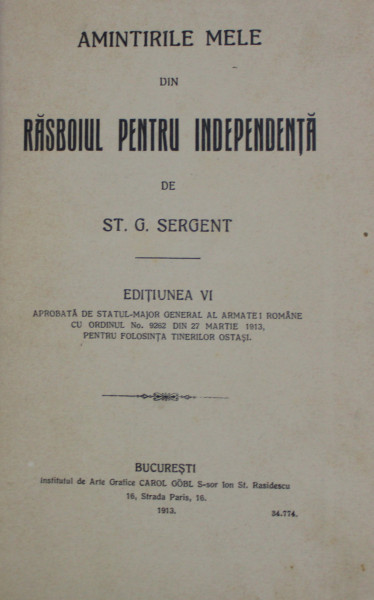 AMINTIRILE MELE
DIN
RĂSBOIUL PENTRU INDEPENDENȚĂ
DE
ST. G. SERGENT
EDIȚIUNEA VI
APROBATĂ DE STATUL-MAJOR GENERAL AL ARMATEI ROMÂNE
CU ORDINUL No. 9262 DIN 27 MARTIE 1913,
PENTRU FOLOSINȚA TINERILOR OSTAȘI.
BUCUREȘTI
Institutul de Arte Grafice CAROL GÖBL S-sor Ion St. Rasidescu
16, Strada Paris, 16.
1913.
34.774.